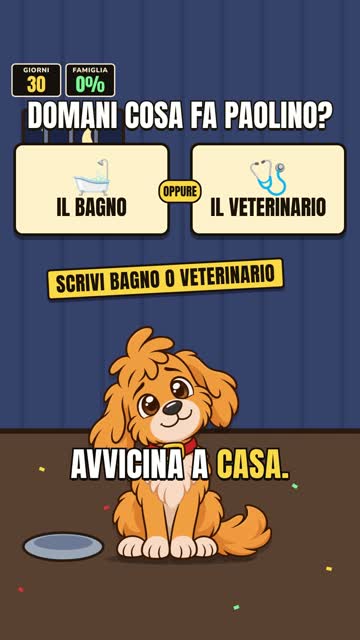 GIORNI
30
FAMIGLIA
0%
DOMANI COSA FA PAOLINO?
IL BAGNO
OPPURE
IL VETERINARIO
SCRIVI BAGNO O VETERINARIO
AVVICINA A CASA.